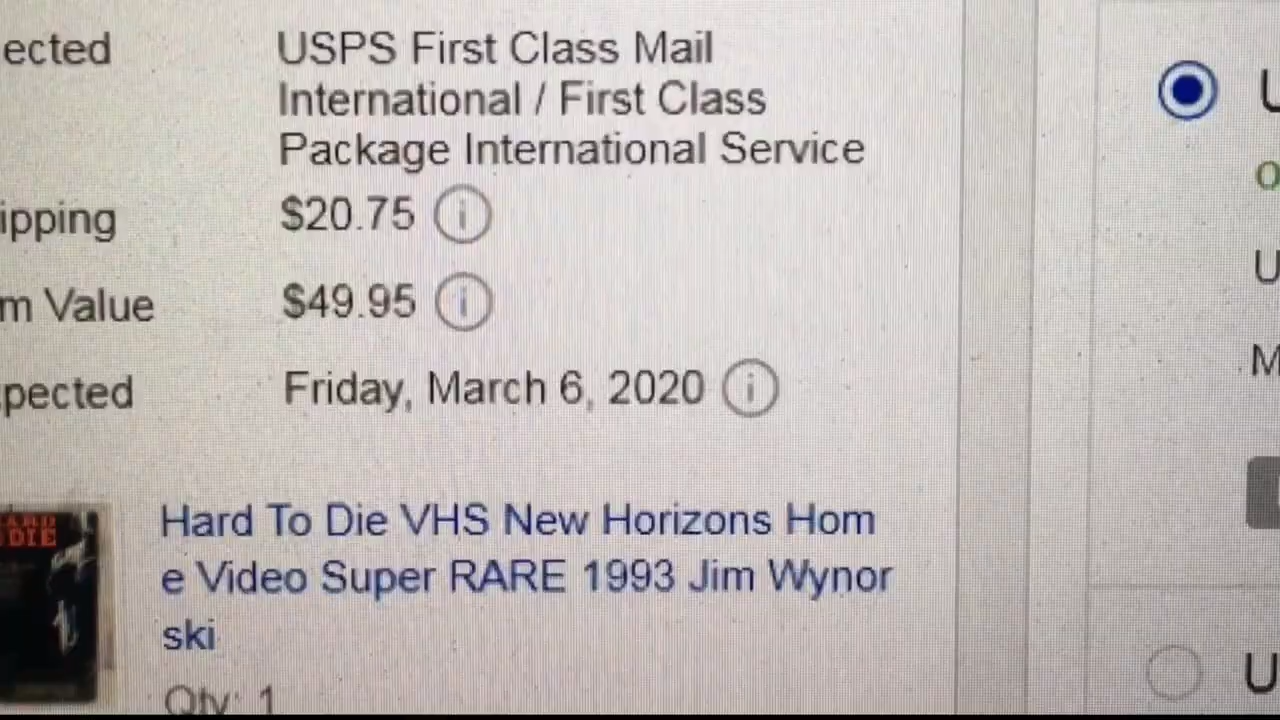 ected
USPS First Class Mail
International / First Class
Package International Service
ipping
$20.75 i
m Value
$49.95 i
pected
Friday, March 6, 2020 i
Hard To Die VHS New Horizons Hom
e Video Super RARE 1993 Jim Wynor
ski
Qty: 1
DIE
U
U
M
U